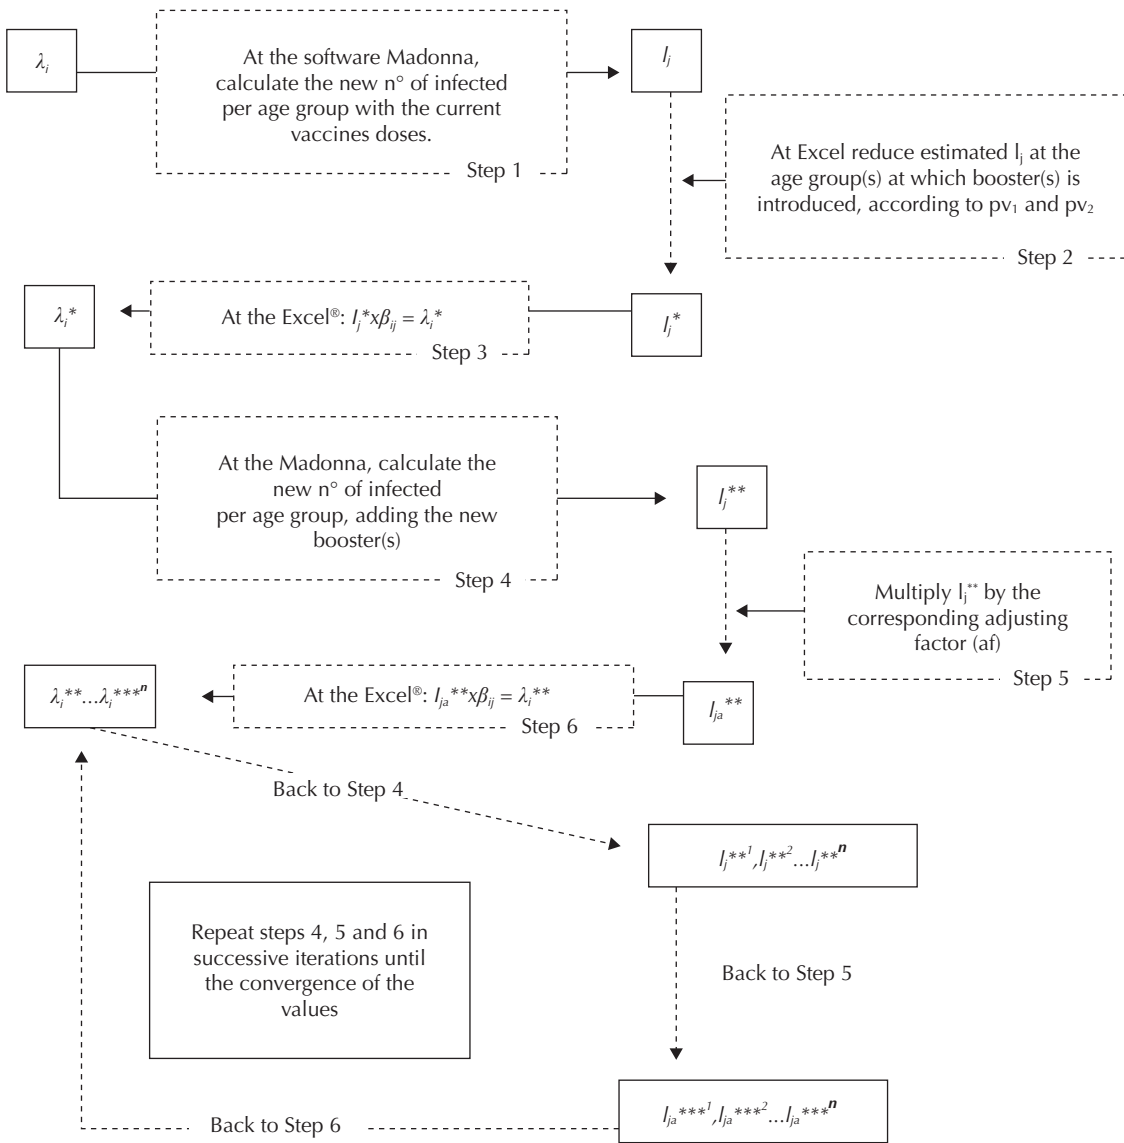 λi
At the software Madonna,
calculate the new n° of infected
per age group with the current
vaccines doses.
Step 1
Ij
At Excel reduce estimated lj at the
age group(s) at which booster(s) is
introduced, according to pv1 and pv2
Step 2
λi*
At the Excel®: Ij*xβij = λi*
Step 3
Ij*
At the Madonna, calculate the
new n° of infected
per age group, adding the new
booster(s)
Step 4
Ij**
Multiply lj** by the
corresponding adjusting
factor (af)
Step 5
λi**...λi***n
At the Excel®: Ija**xβij = λi**
Step 6
Ija**
Back to Step 4
Ij**1,Ij**2...Ij**n
Repeat steps 4, 5 and 6 in
successive iterations until
the convergence of the
values
Back to Step 5
Back to Step 6
Ija***1,Ija***2...Ija***n